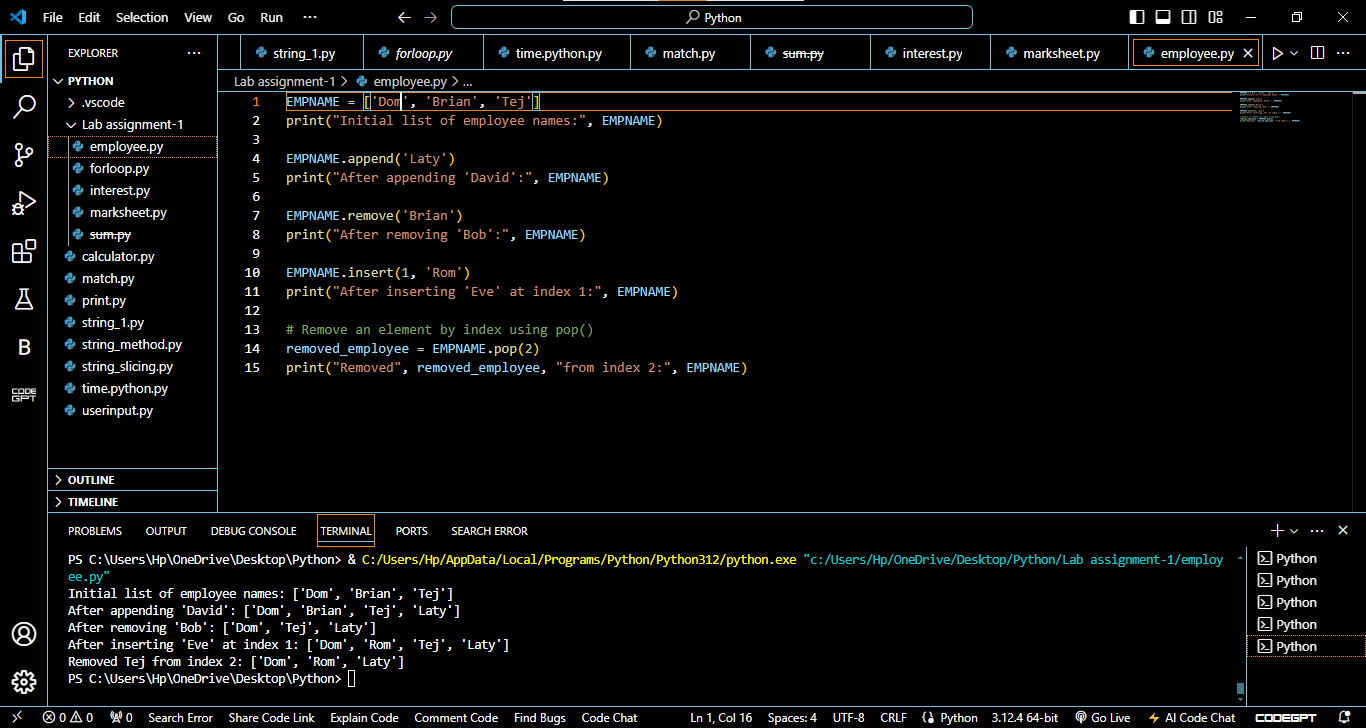 File Edit Selection View Go Run ··· Python
EXPLORER ···
string_1.py forloop.py time.python.py match.py sum.py interest.py marksheet.py employee.py
PYTHON
.vscode
Lab assignment-1
employee.py
forloop.py
interest.py
marksheet.py
sum.py
calculator.py
match.py
print.py
string_1.py
string_method.py
string_slicing.py
time.python.py
userinput.py
OUTLINE
TIMELINE
B
CODE
GPT
Lab assignment-1 > employee.py > ...
1 EMPNAME = ['Dom', 'Brian', 'Tej']
2 print("Initial list of employee names:", EMPNAME)
3
4 EMPNAME.append('Laty')
5 print("After appending 'David':", EMPNAME)
6
7 EMPNAME.remove('Brian')
8 print("After removing 'Bob':", EMPNAME)
9
10 EMPNAME.insert(1, 'Rom')
11 print("After inserting 'Eve' at index 1:", EMPNAME)
12
13 # Remove an element by index using pop()
14 removed_employee = EMPNAME.pop(2)
15 print("Removed", removed_employee, "from index 2:", EMPNAME)
PROBLEMS OUTPUT DEBUG CONSOLE TERMINAL PORTS SEARCH ERROR
PS C:\Users\Hp\OneDrive\Desktop\Python> & C:/Users/Hp/AppData/Local/Programs/Python/Python312/python.exe "c:/Users/Hp/OneDrive/Desktop/Python/Lab assignment-1/employ
ee.py"
Initial list of employee names: ['Dom', 'Brian', 'Tej']
After appending 'David': ['Dom', 'Brian', 'Tej', 'Laty']
After removing 'Bob': ['Dom', 'Tej', 'Laty']
After inserting 'Eve' at index 1: ['Dom', 'Rom', 'Tej', 'Laty']
Removed Tej from index 2: ['Dom', 'Rom', 'Laty']
PS C:\Users\Hp\OneDrive\Desktop\Python>
Python
Python
Python
Python
Python
0 0 0 Search Error Share Code Link Explain Code Comment Code Find Bugs Code Chat Ln 1, Col 16 Spaces: 4 UTF-8 CRLF Python 3.12.4 64-bit Go Live AI Code Chat CODEGPT